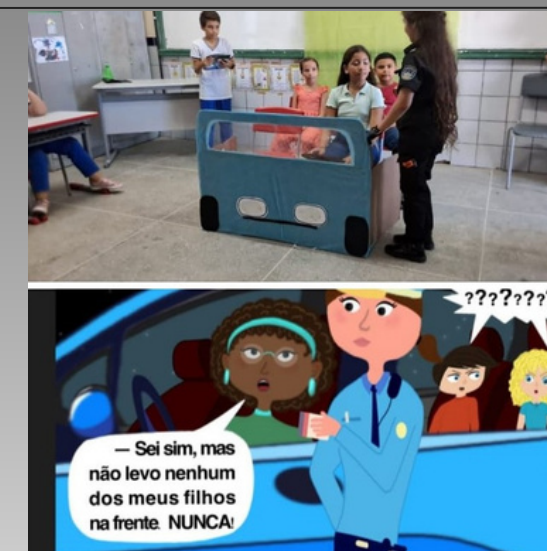 ????????
— Sei sim, mas
não levo nenhum
dos meus filhos
na frente. NUNCA!